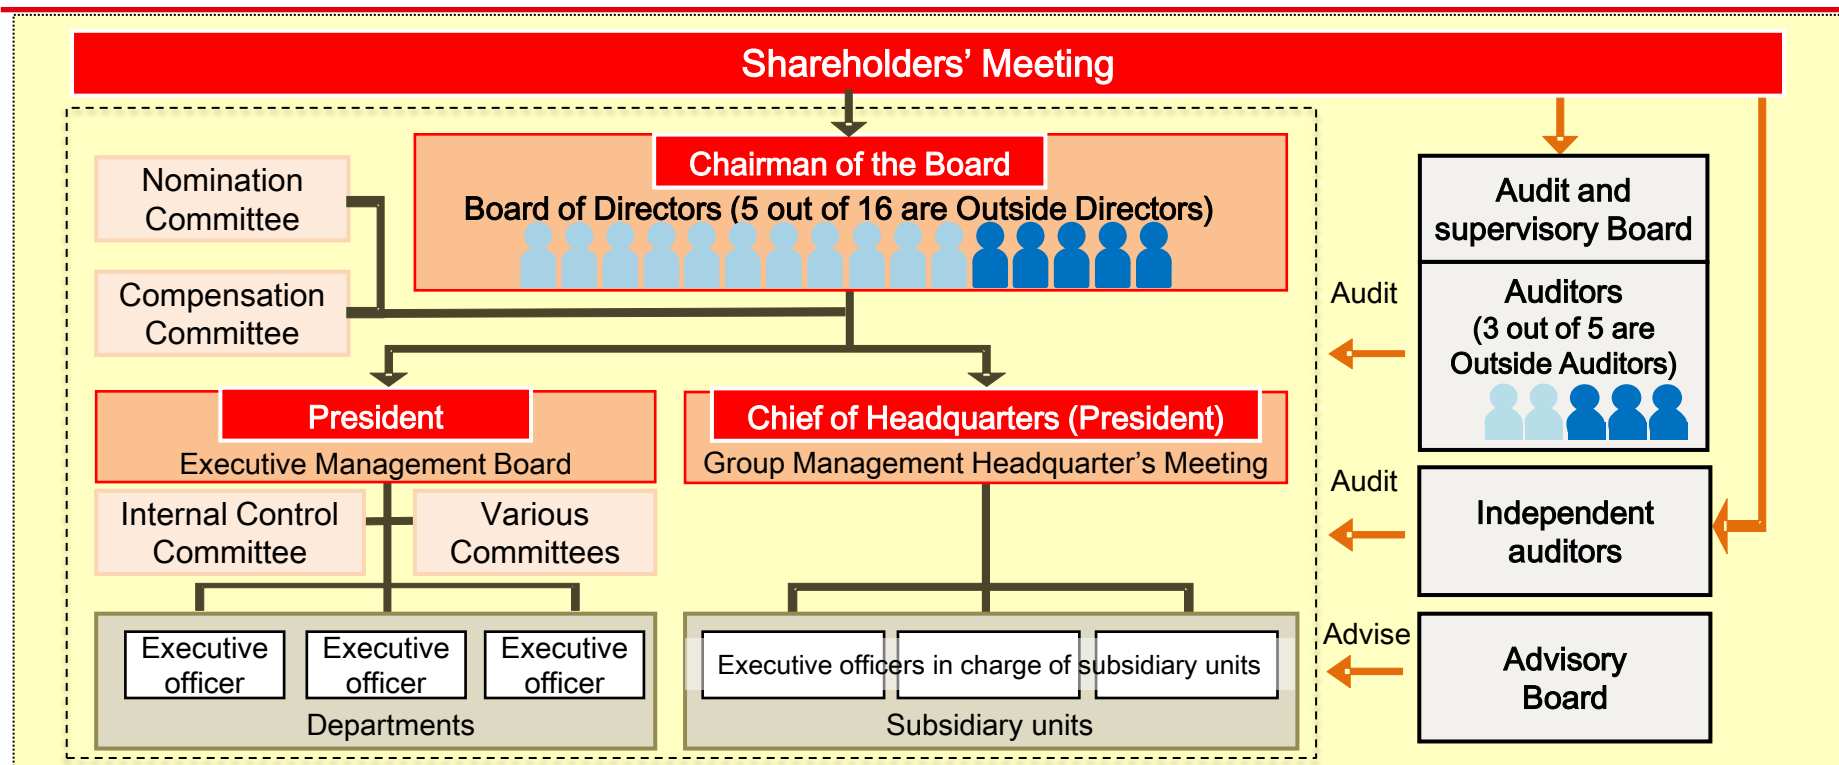 Shareholders’ Meeting
Chairman of the Board
Board of Directors (5 out of 16 are Outside Directors)
Nomination
Committee
Compensation
Committee
President
Executive Management Board
Chief of Headquarters (President)
Group Management Headquarter’s Meeting
Internal Control
Committee
Various
Committees
Executive
officer
Executive
officer
Executive
officer
Departments
Executive officers in charge of subsidiary units
Subsidiary units
Audit
Audit
Advise
Audit and
supervisory Board
Auditors
(3 out of 5 are
Outside Auditors)
Independent
auditors
Advisory
Board